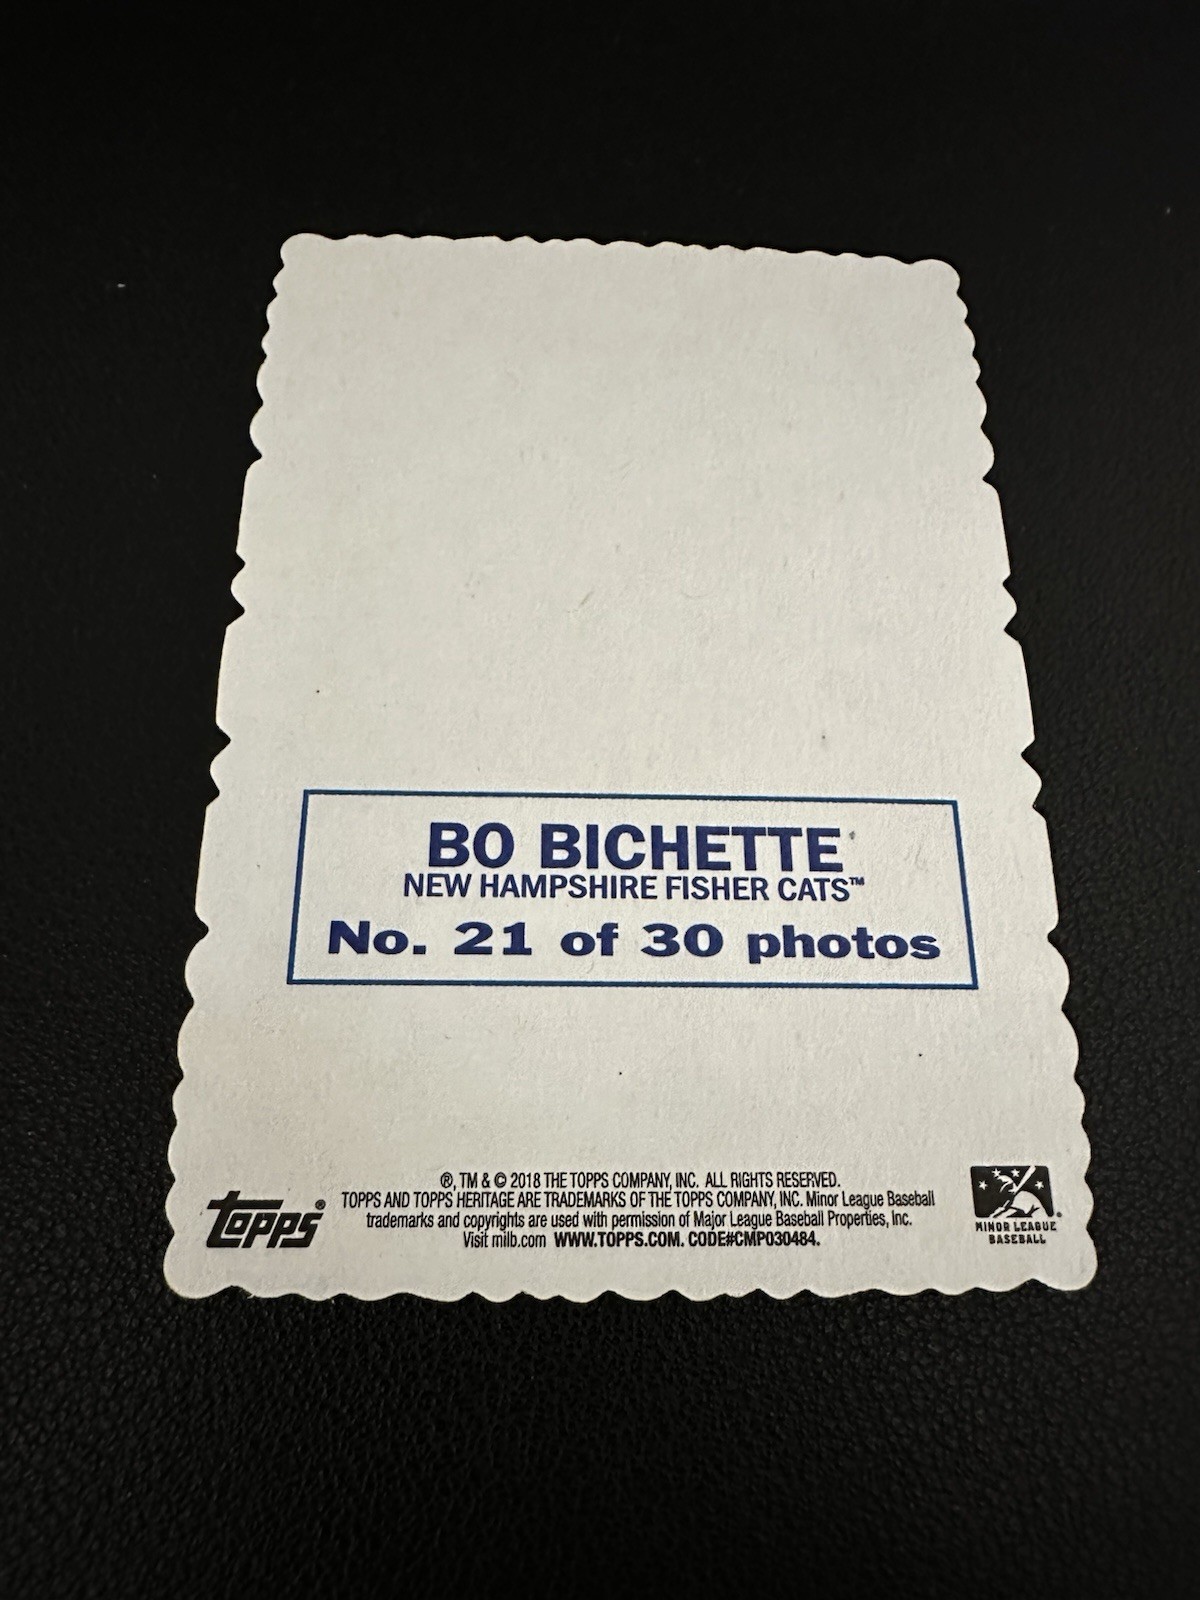 BO BICHETTE
NEW HAMPSHIRE FISHER CATS™
No. 21 of 30 photos
®, TM & © 2018 THE TOPPS COMPANY, INC. ALL RIGHTS RESERVED.
TOPPS AND TOPPS HERITAGE ARE TRADEMARKS OF THE TOPPS COMPANY, INC. Minor League Baseball
trademarks and copyrights are used with permission of Major League Baseball Properties, Inc.
Visit milb.com WWW.TOPPS.COM. CODE#CMP030484.
topps®
MINOR LEAGUE
BASEBALL®